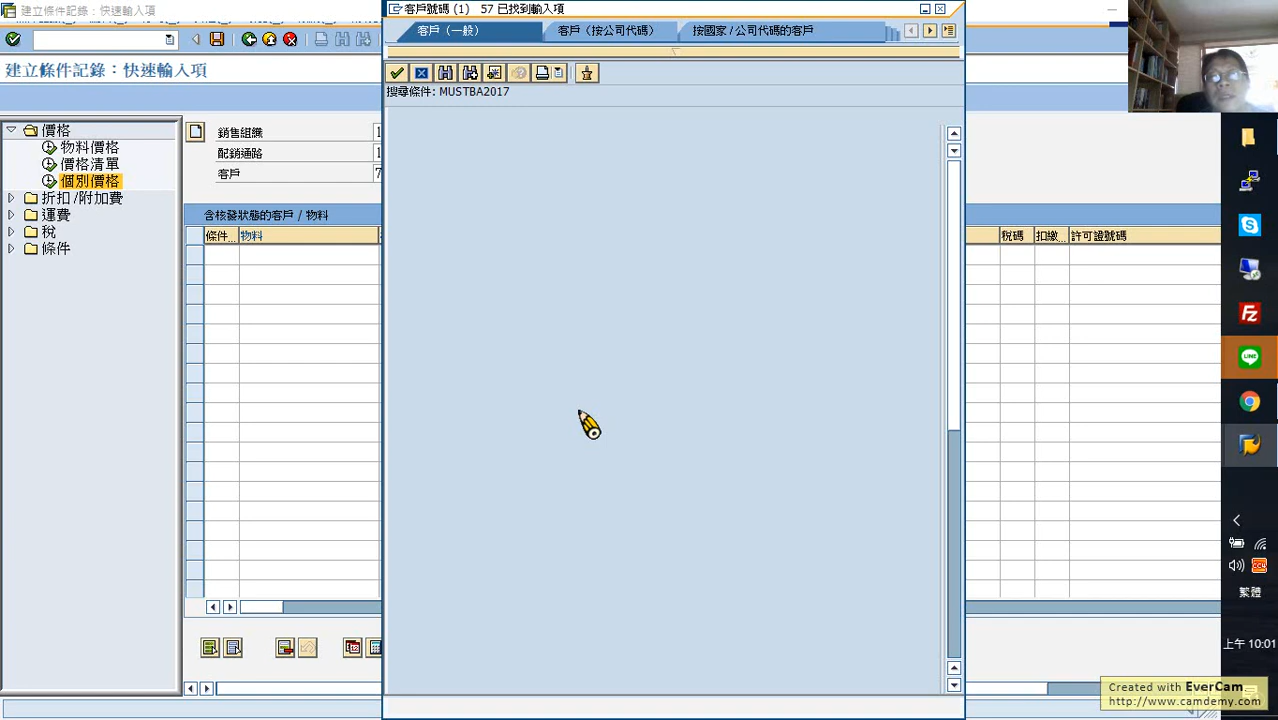 建立條件記錄：快速輸入項
客戶號碼 (1)   57 已找到輸入項
客戶（一般）
客戶（按公司代碼）
按國家 /公司代碼的客戶
建立條件記錄：快速輸入項
搜尋條件: MUSTBA2017
價格
物料價格
價格清單
個別價格
折扣 /附加費
運費
稅
條件
銷售組織
1
配銷通路
1
客戶
7
含核發狀態的客戶 / 物料
條件...
物料
稅碼
扣繳...
許可證號碼
繁體
上午 10:01
LINE
Created with EverCam
http://www.camdemy.com